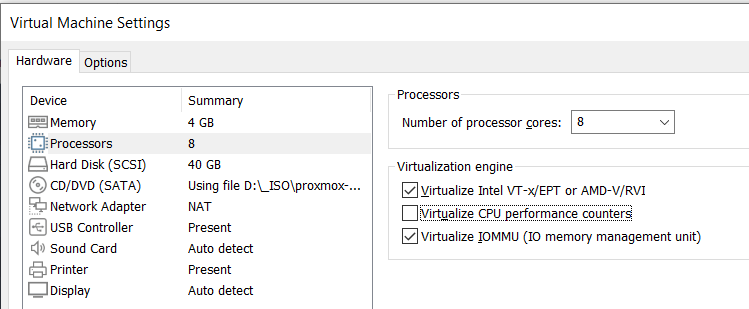 Virtual Machine Settings
Hardware Options
Device Summary
Memory 4 GB
Processors 8
Hard Disk (SCSI) 40 GB
CD/DVD (SATA) Using file D:\_ISO\proxmox-...
Network Adapter NAT
USB Controller Present
Sound Card Auto detect
Printer Present
Display Auto detect
Processors
Number of processor cores: 8
Virtualization engine
Virtualize Intel VT-x/EPT or AMD-V/RVI
Virtualize CPU performance counters
Virtualize IOMMU (IO memory management unit)